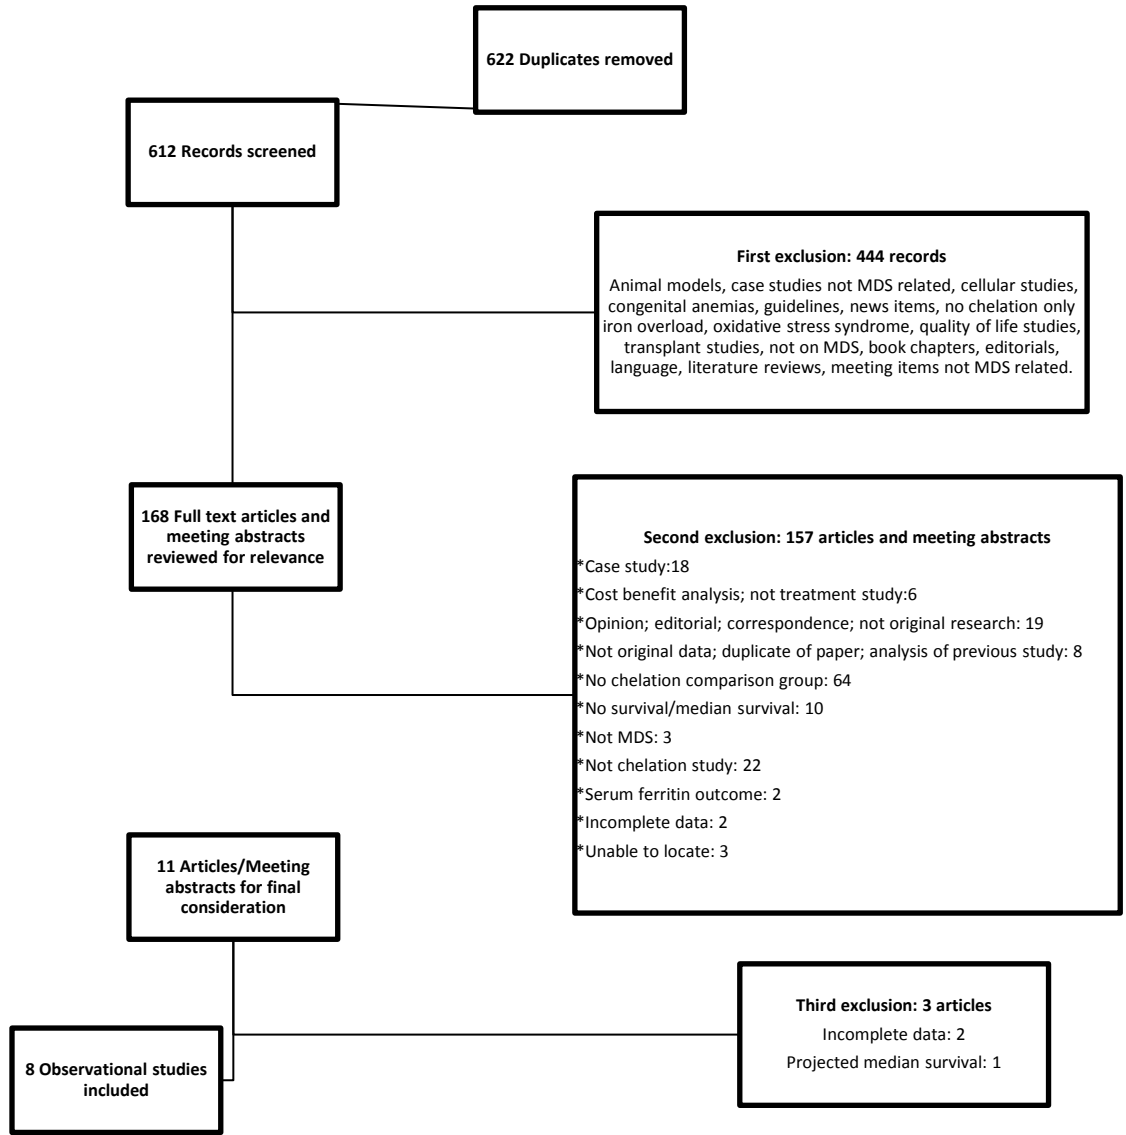 622 Duplicates removed
612 Records screened
First exclusion: 444 records
Animal models, case studies not MDS related, cellular studies,
congenital anemias, guidelines, news items, no chelation only
iron overload, oxidative stress syndrome, quality of life studies,
transplant studies, not on MDS, book chapters, editorials,
language, literature reviews, meeting items not MDS related.
168 Full text articles and
meeting abstracts
reviewed for relevance
Second exclusion: 157 articles and meeting abstracts
*Case study:18
*Cost benefit analysis; not treatment study:6
*Opinion; editorial; correspondence; not original research: 19
*Not original data; duplicate of paper; analysis of previous study: 8
*No chelation comparison group: 64
*No survival/median survival: 10
*Not MDS: 3
*Not chelation study: 22
*Serum ferritin outcome: 2
*Incomplete data: 2
*Unable to locate: 3
11 Articles/Meeting
abstracts for final
consideration
Third exclusion: 3 articles
Incomplete data: 2
Projected median survival: 1
8 Observational studies
included